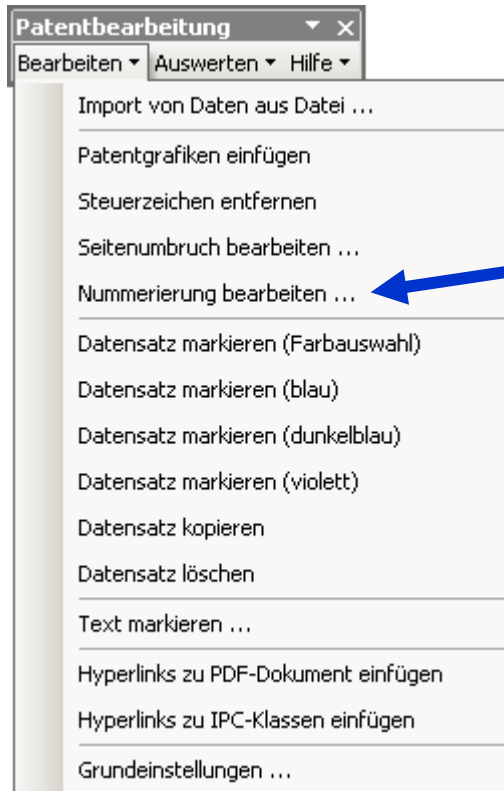 Patentbearbeitung
Bearbeiten Auswerten Hilfe
Import von Daten aus Datei ...
Patentgrafiken einfügen
Steuerzeichen entfernen
Seitenumbruch bearbeiten ...
Nummerierung bearbeiten ...
Datensatz markieren (Farbauswahl)
Datensatz markieren (blau)
Datensatz markieren (dunkelblau)
Datensatz markieren (violett)
Datensatz kopieren
Datensatz löschen
Text markieren ...
Hyperlinks zu PDF-Dokument einfügen
Hyperlinks zu IPC-Klassen einfügen
Grundeinstellungen ...